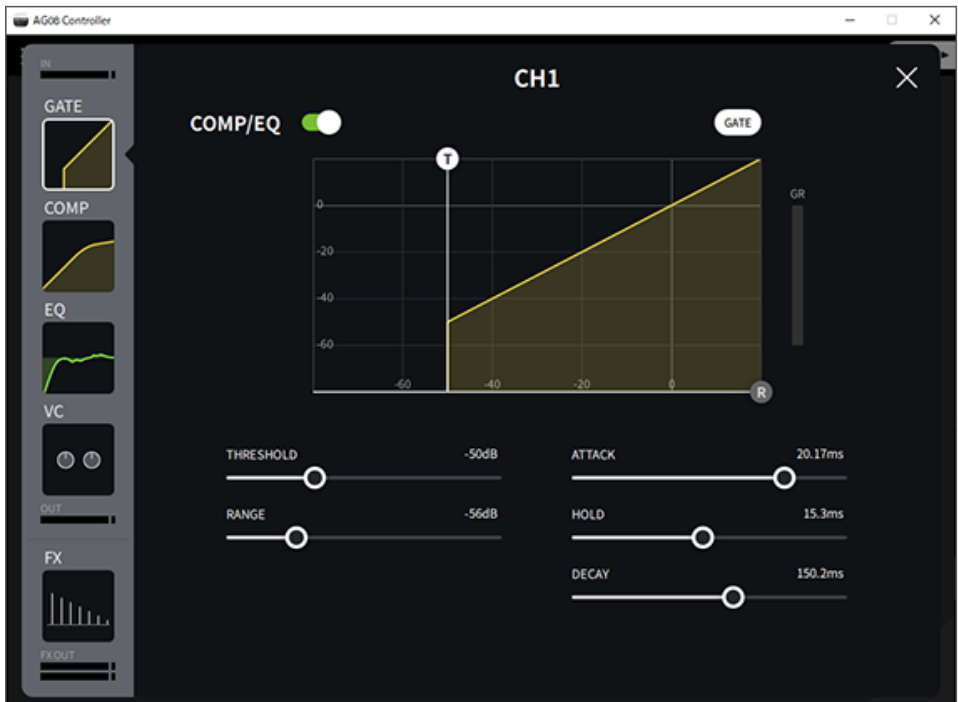 AG08 Controller
IN
GATE
COMP
EQ
VC
OUT
FX
FX OUT
CH1
COMP/EQ
GATE
T
0
-20
-40
-60
-60 -40 -20 0
R
GR
THRESHOLD -50dB
RANGE -56dB
ATTACK 20.17ms
HOLD 15.3ms
DECAY 150.2ms